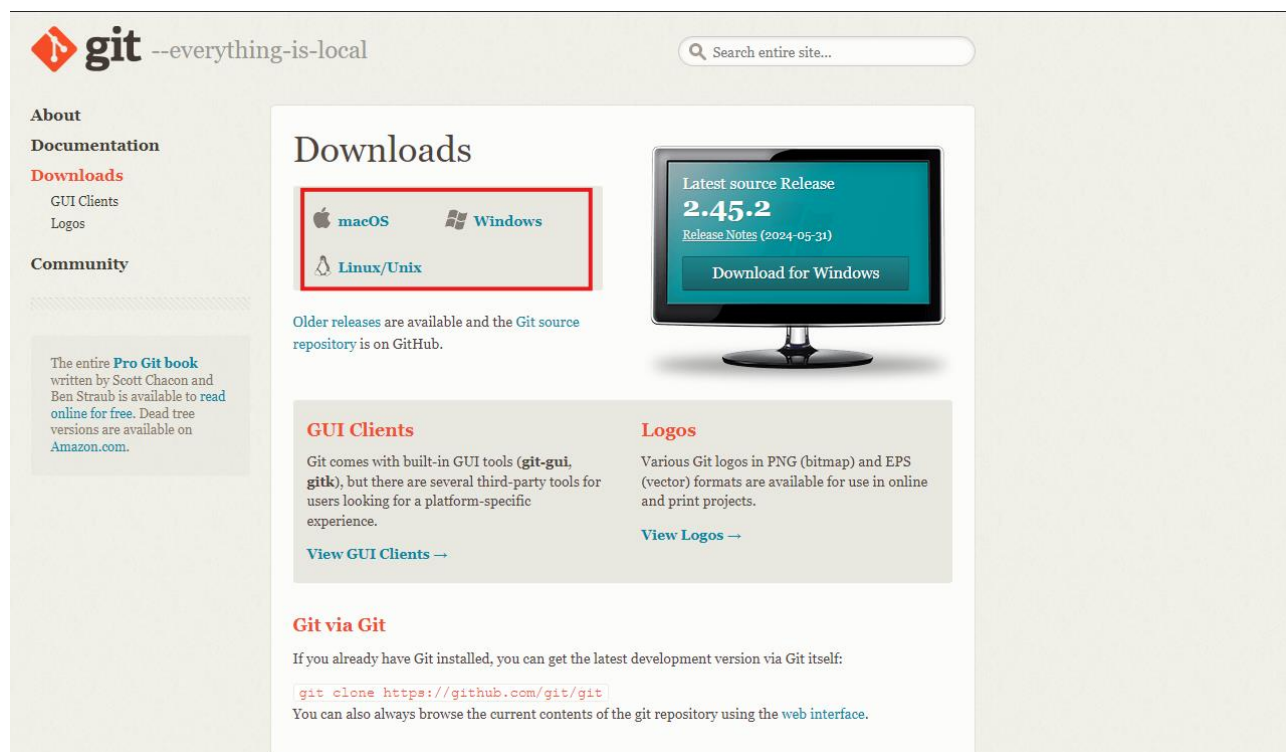 git --everything-is-local
Search entire site...
About
Documentation
Downloads
GUI Clients
Logos
Community
The entire Pro Git book
written by Scott Chacon and
Ben Straub is available to read
online for free. Dead tree
versions are available on
Amazon.com.
Downloads
macOS
Windows
Linux/Unix
Older releases are available and the Git source
repository is on GitHub.
Latest source Release
2.45.2
Release Notes (2024-05-31)
Download for Windows
GUI Clients
Git comes with built-in GUI tools (git-gui,
gitk), but there are several third-party tools for
users looking for a platform-specific
experience.
View GUI Clients →
Logos
Various Git logos in PNG (bitmap) and EPS
(vector) formats are available for use in online
and print projects.
View Logos →
Git via Git
If you already have Git installed, you can get the latest development version via Git itself:
git clone https://github.com/git/git
You can also always browse the current contents of the git repository using the web interface.